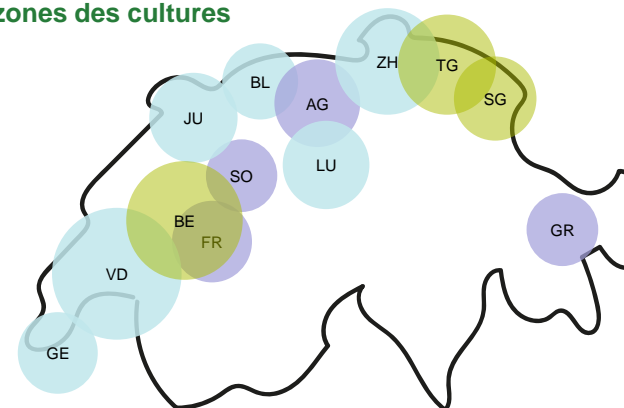 zones des cultures
ZH
TG
BL
SG
AG
JU
LU
SO
BE
FR
GR
VD
GE